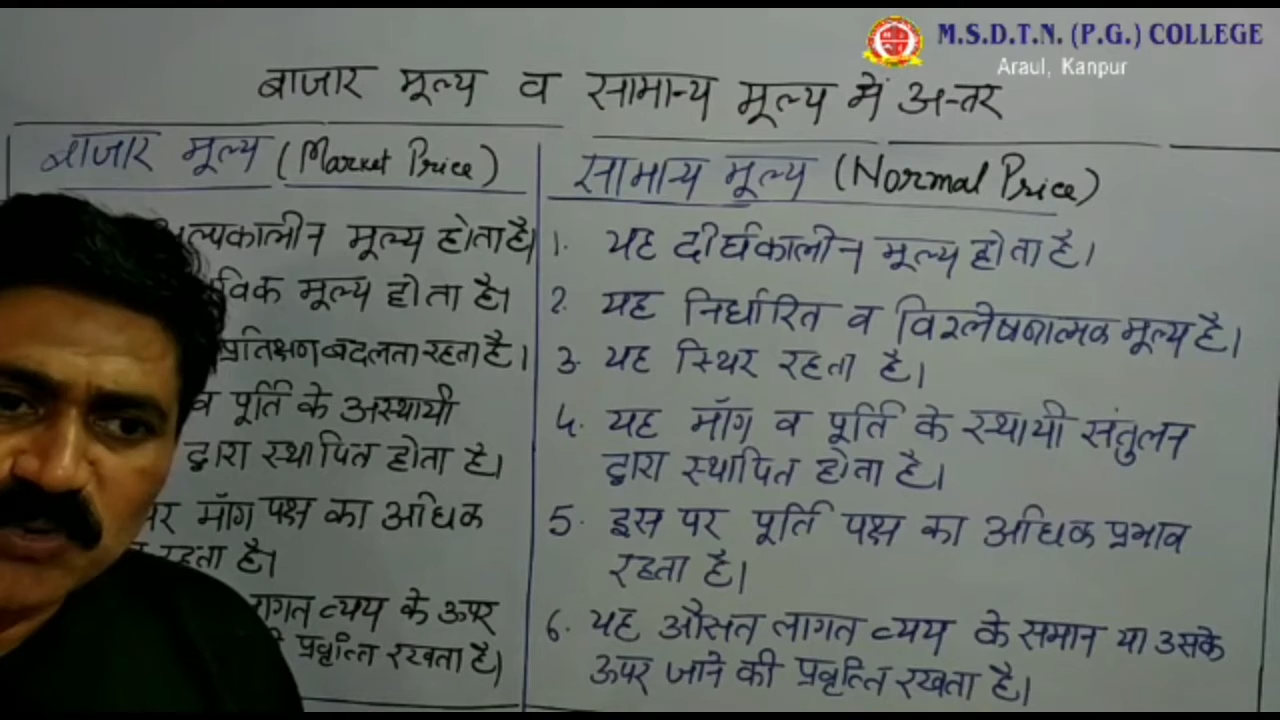 M.S.D.T.N. (P.G.) COLLEGE
Araul, Kanpur
बाजार मूल्य व सामान्य मूल्य में अन्तर
बाजार मूल्य (Market Price)
ल्पकालीन मूल्य होता है।
विक मूल्य होता है।
प्रतिक्षण बदलता रहता है।
व पूर्ति के अस्थायी
द्वारा स्थापित होता है।
पर माँग पक्ष का अधिक
रहता है।
लागत व्यय के ऊपर
प्रवृत्ति रखता है।
सामान्य मूल्य (Normal Price)
1. यह दीर्घकालीन मूल्य होता है।
2. यह निर्धारित व विश्लेषणात्मक मूल्य है।
3. यह स्थिर रहता है।
4. यह माँग व पूर्ति के स्थायी संतुलन
द्वारा स्थापित होता है।
5. इस पर पूर्ति पक्ष का अधिक प्रभाव
रहता है।
6. यह औसत लागत व्यय के समान या उसके
ऊपर जाने की प्रवृत्ति रखता है।